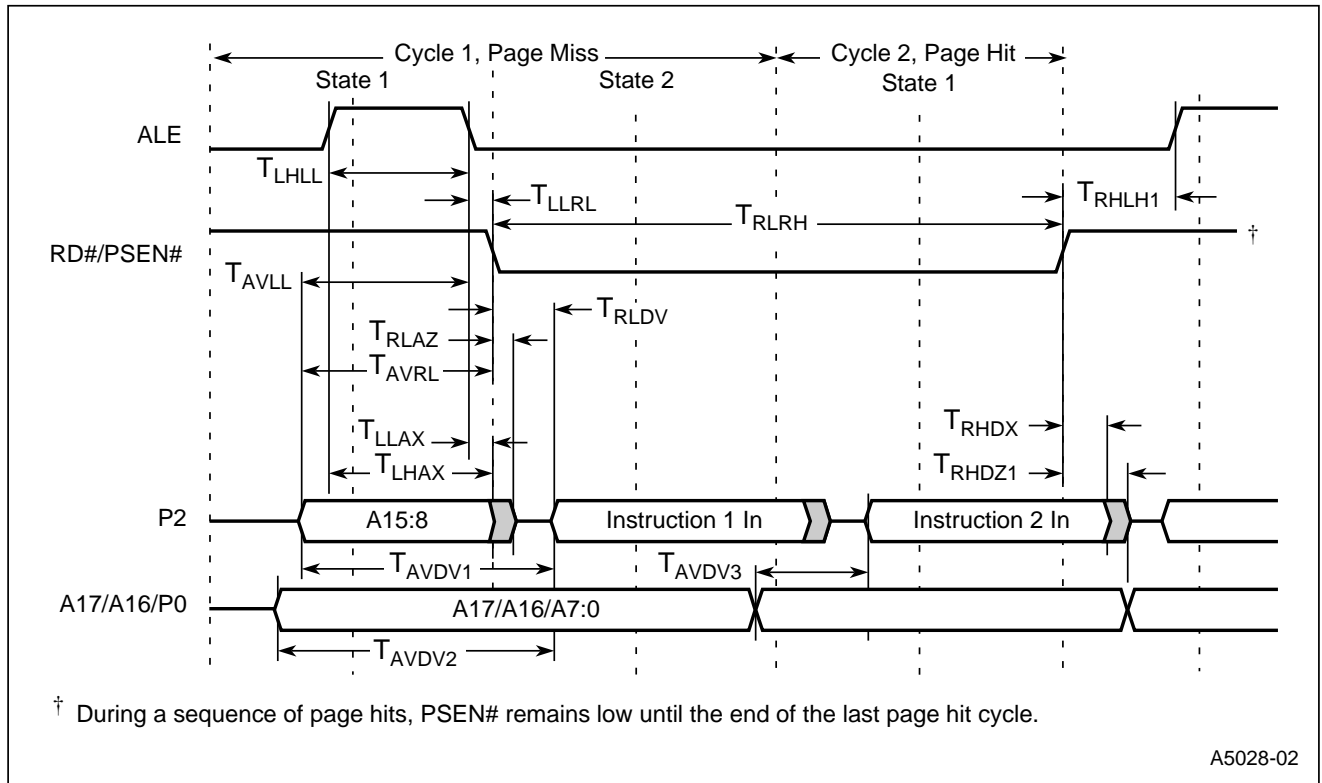 Cycle 1, Page Miss
Cycle 2, Page Hit
State 1
State 2
State 1
ALE
TLHLL
TLLRL
TRLRH
TRHLH1
RD#/PSEN#
†
TAVLL
TRLDV
TRLAZ
TAVRL
TLLAX
TRHDX
TLHAX
TRHDZ1
P2
A15:8
Instruction 1 In
Instruction 2 In
TAVDV1
TAVDV3
A17/A16/P0
A17/A16/A7:0
TAVDV2
† During a sequence of page hits, PSEN# remains low until the end of the last page hit cycle.
A5028-02